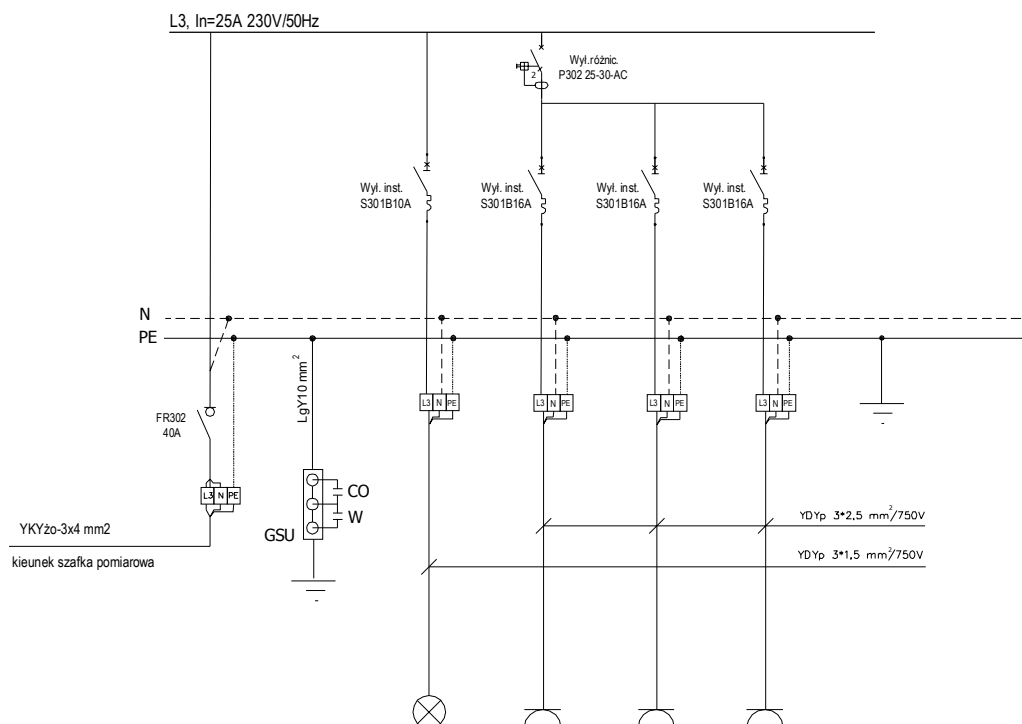 L3, In=25A 230V/50Hz
Wył.różnic.
P302 25-30-AC
2
Wył. inst.
S301B10A
Wył. inst.
S301B16A
Wył. inst.
S301B16A
Wył. inst.
S301B16A
N
PE
LgY10 mm²
L3 N PE
L3 N PE
L3 N PE
L3 N PE
FR302
40A
L3 N PE
CO
W
GSU
YKYżo-3x4 mm2
kieunek szafka pomiarowa
YDYp 3*2,5 mm²/750V
YDYp 3*1,5 mm²/750V